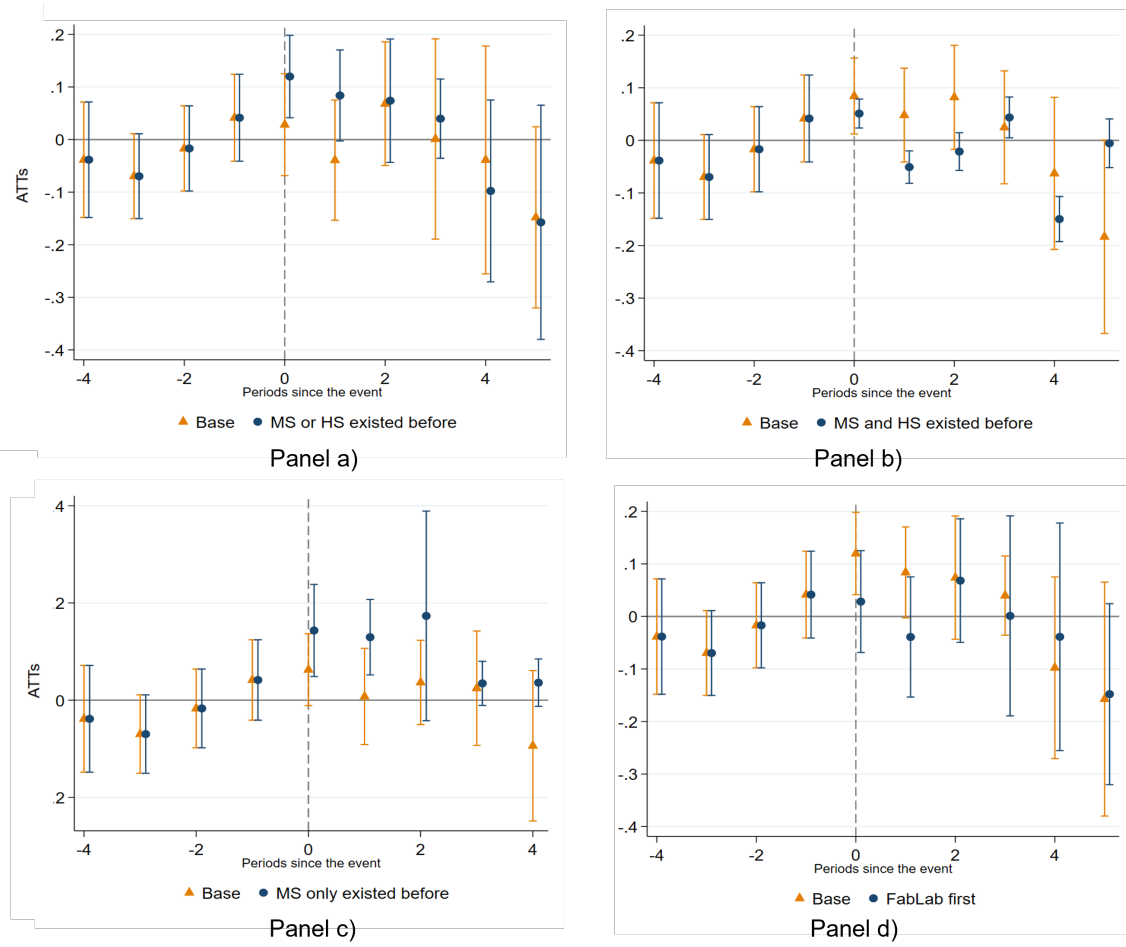 .2
.1
0
-.1
-.2
-.3
-.4
ATTs
-4 -2 0 2 4
Periods since the event
Base MS or HS existed before
Panel a)
.2
.1
0
-.1
-.2
-.3
-.4
-4 -2 0 2 4
Periods since the event
Base MS and HS existed before
Panel b)
.4
.2
0
.2
ATTs
-4 -2 0 2 4
Periods since the event
Base MS only existed before
Panel c)
.2
.1
0
-.1
-.2
-.3
-.4
-4 -2 0 2 4
Periods since the event
Base FabLab first
Panel d)